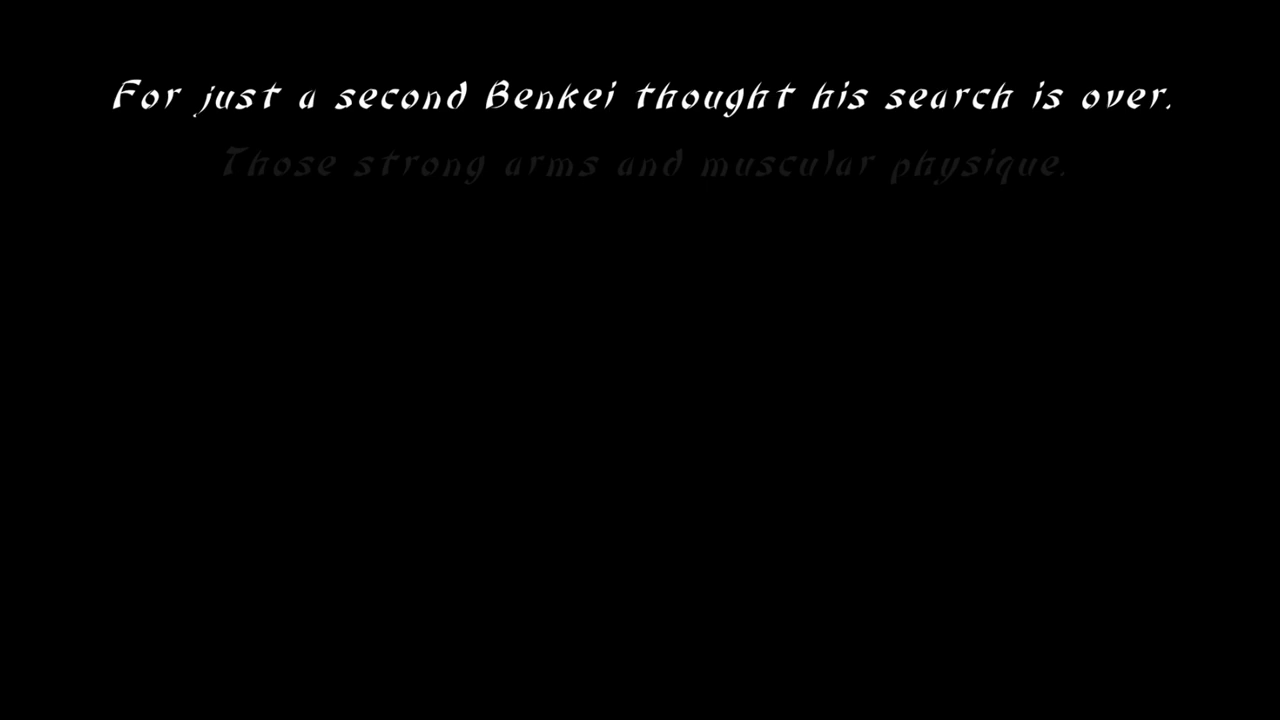 For just a second Benkei thought his search is over.
Those strong arms and muscular physique.